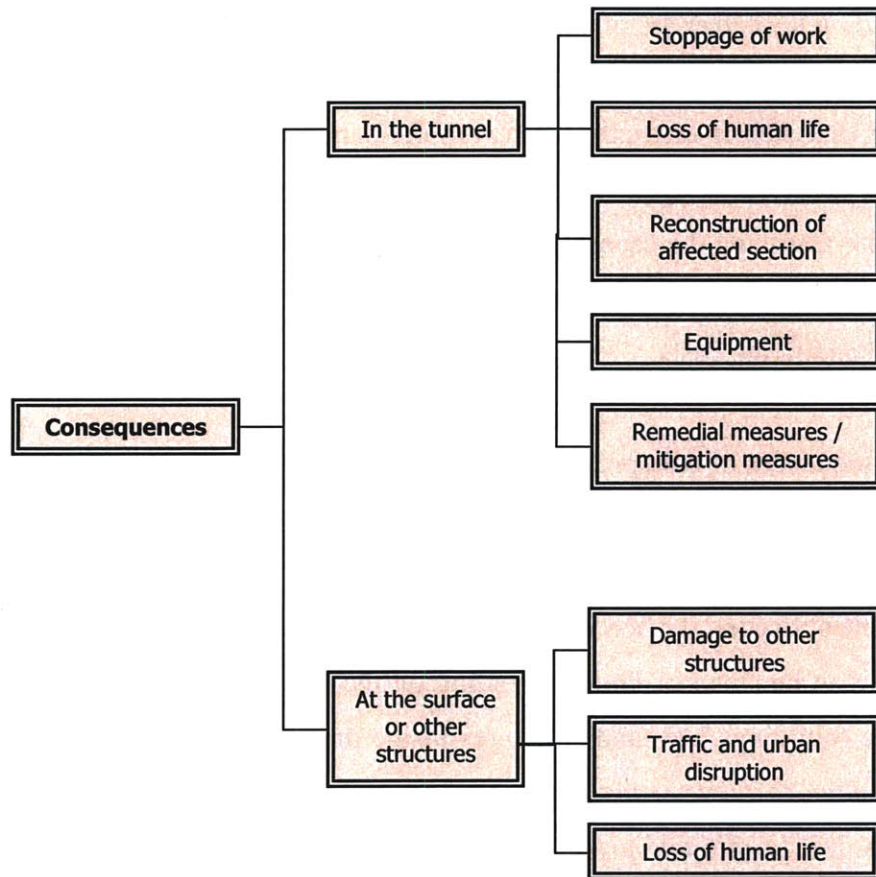 Stoppage of work
In the tunnel
Loss of human life
Reconstruction of
affected section
Equipment
Consequences
Remedial measures /
mitigation measures
Damage to other
structures
At the surface
or other
structures
Traffic and urban
disruption
Loss of human life